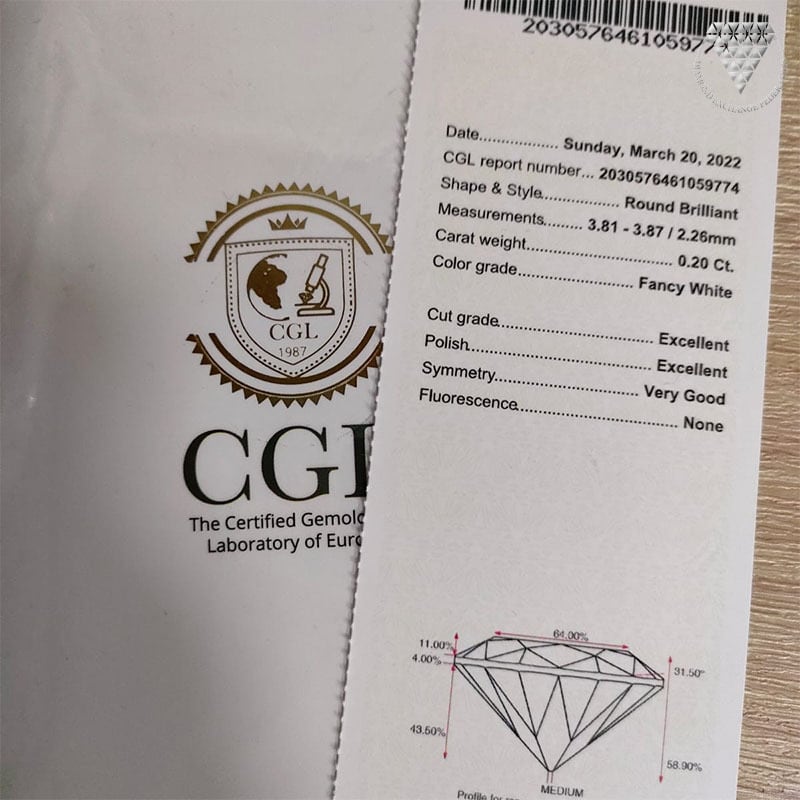 CGL
1987
CGL
The Certified
Laboratory of
Date.................. Sunday, March 20, 2022
CGL report number... 2030576461059774
Shape & Style.................. Round Brilliant
Measurements......... 3.81 - 3.87 / 2.26mm
Carat weight.................................. 0.20 Ct.
Color grade........................... Fancy White
Cut grade.................................... Excellent
Polish........................................... Excellent
Symmetry................................ Very Good
Fluorescence...................................... None
64.00%
11.00%
4.00%
31.50°
43.50%
58.90%
MEDIUM
Profile for